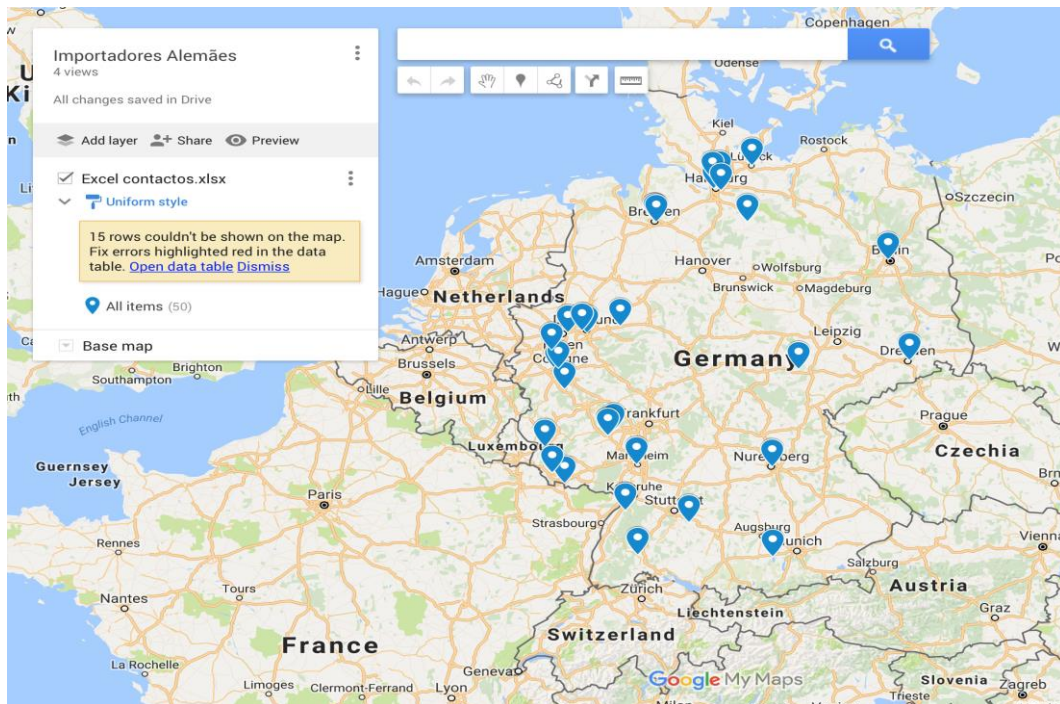 Importadores Alemães
4 views
All changes saved in Drive
Add layer Share Preview
Excel contactos.xlsx
Uniform style
15 rows couldn't be shown on the map.
Fix errors highlighted red in the data
table. Open data table Dismiss
All items (50)
Base map
Copenhagen
Odense
Kiel
Rostock
Szczecin
Amsterdam
Hanover
Wolfsburg
Brunswick
Magdeburg
Hague
Netherlands
Leipzig
Antwerp
Brussels
Germany
Brighton
Southampton
Lille
Belgium
English Channel
Prague
Czechia
Guernsey
Jersey
Paris
Strasbourg
Augsburg
Rennes
Salzburg
Vienn
Tours
Nantes
Zürich
Austria
Liechtenstein
Graz
Switzerland
France
La Rochelle
Geneva
Google My Maps
Slovenia
Zagreb
Limoges
Clermont-Ferrand
Lyon
Trieste